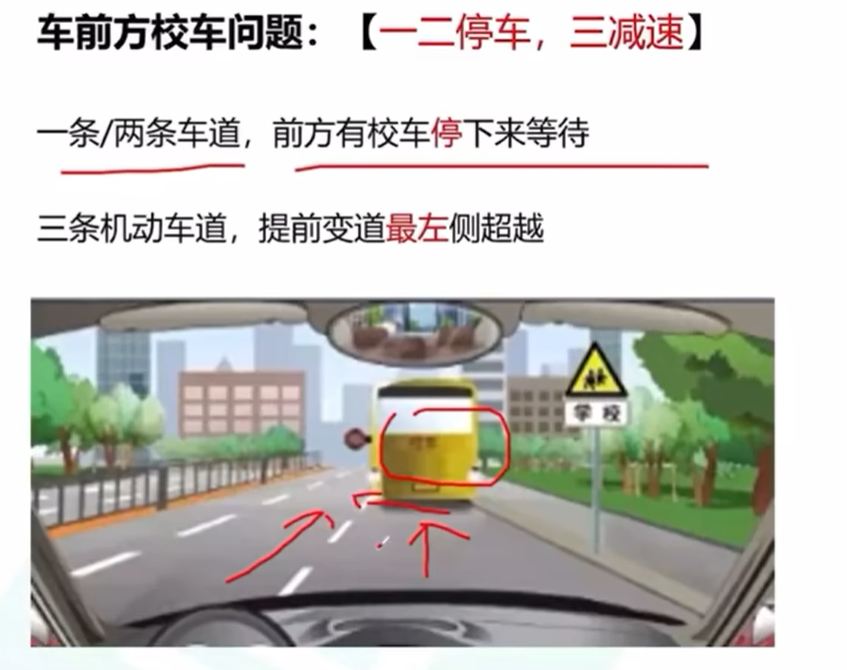 车前方校车问题：【一二停车，三减速】
一条/两条车道，前方有校车停下来等待
三条机动车道，提前变道最左侧超越
学校